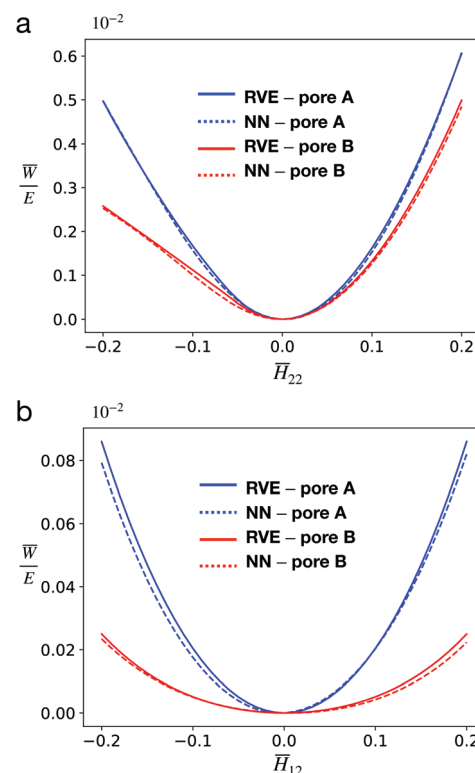 a
10⁻²
0.6
0.5
0.4
0.3
0.2
0.1
0.0
W̅
E
RVE – pore A
NN – pore A
RVE – pore B
NN – pore B
−0.2 −0.1 0.0 0.1 0.2
H̅₂₂
b
10⁻²
0.08
0.06
0.04
0.02
0.00
W̅
E
RVE – pore A
NN – pore A
RVE – pore B
NN – pore B
−0.2 −0.1 0.0 0.1 0.2
H̅₁₂